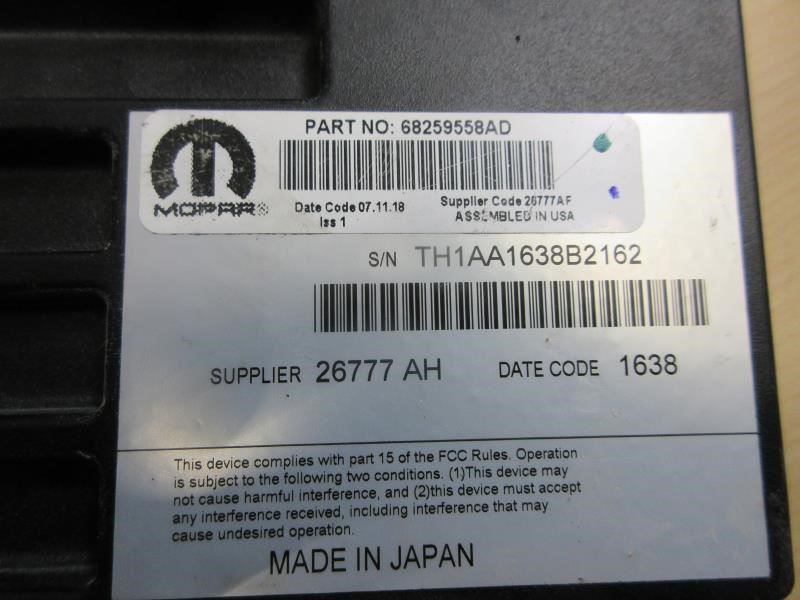 PART NO: 68259558AD
MOPAR®
Date Code 07.11.18
Iss 1
Supplier Code 26777AF
ASSEMBLED IN USA
S/N TH1AA1638B2162
SUPPLIER 26777 AH DATE CODE 1638
This device complies with part 15 of the FCC Rules. Operation
is subject to the following two conditions. (1)This device may
not cause harmful interference, and (2)this device must accept
any interference received, including interference that may
cause undesired operation.
MADE IN JAPAN